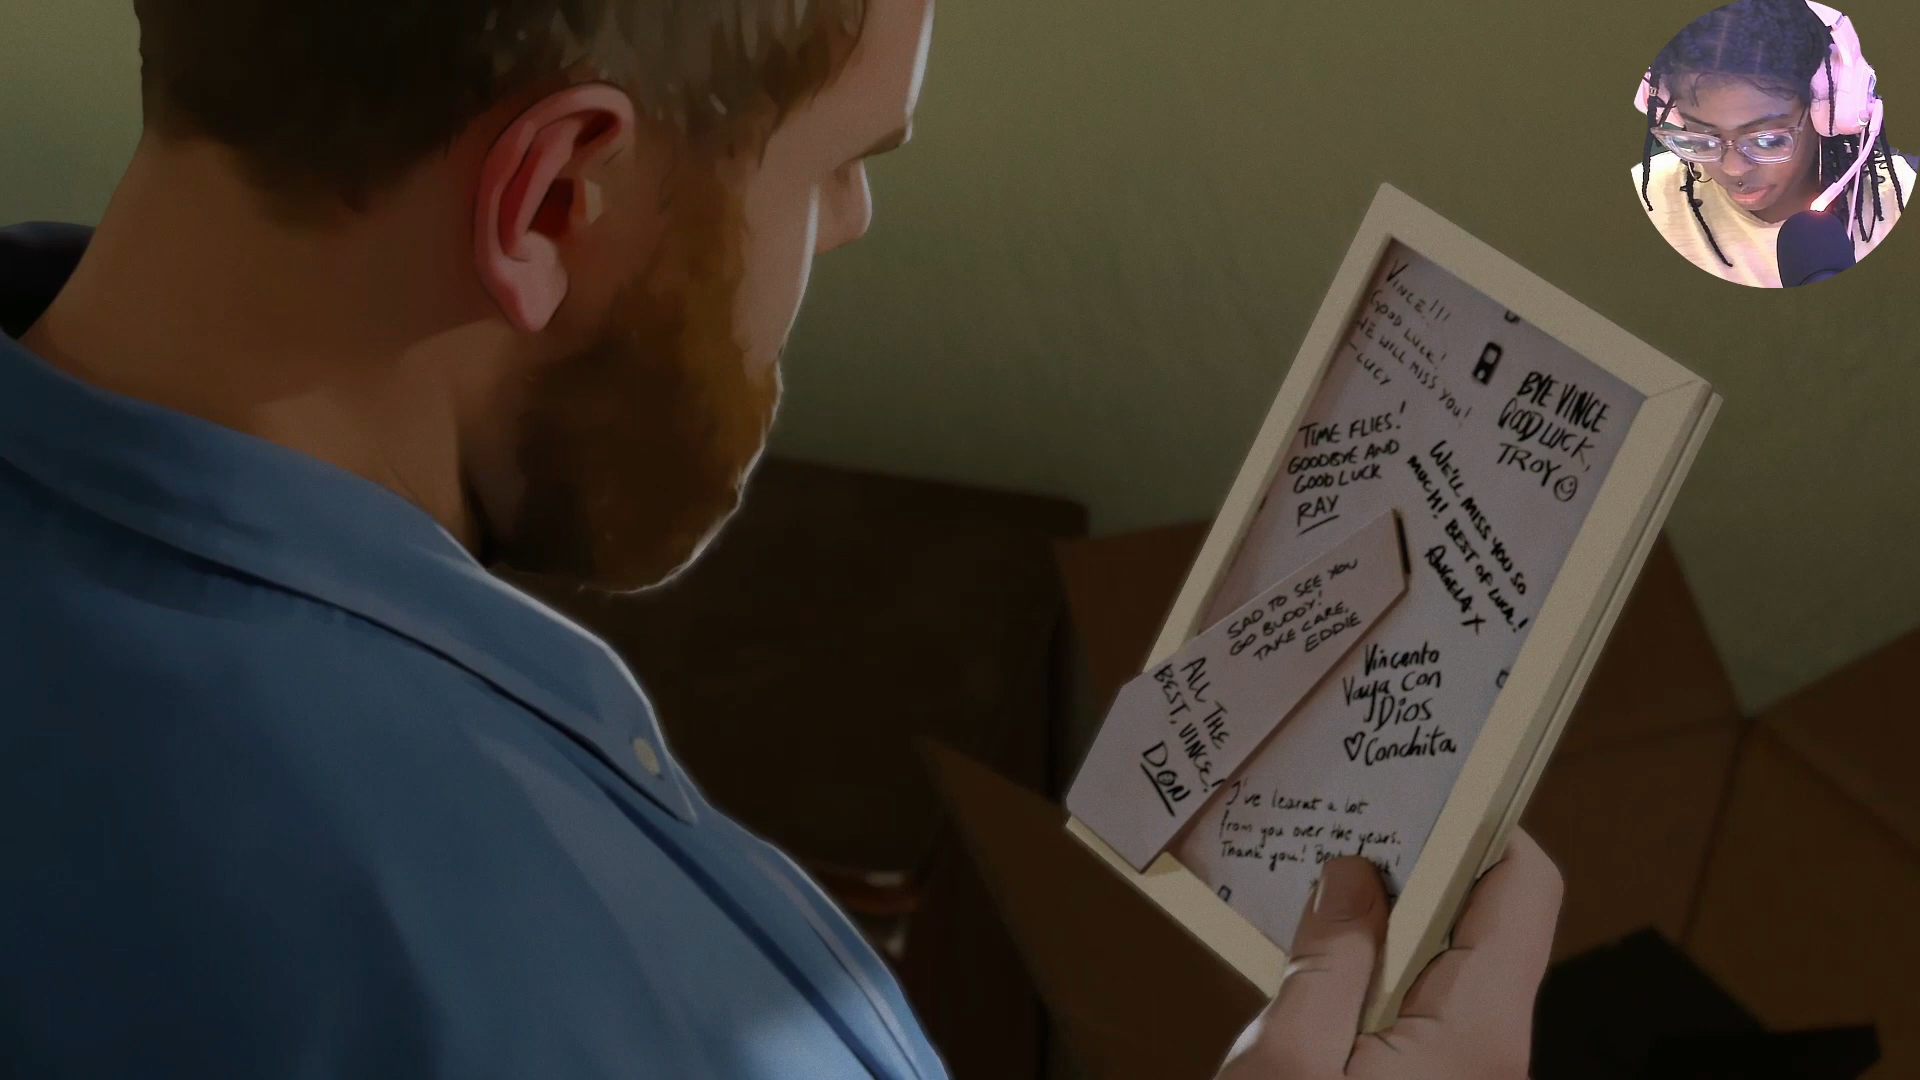 VINCE!!!
GOOD LUCK!
WE WILL MISS YOU!
- LUCY
BYE VINCE
GOOD LUCK,
TROY
TIME FLIES!
GOODBYE AND
GOOD LUCK
RAY
WE'LL MISS YOU SO
MUCH! BEST OF LUCK!
ANGELA X
SAD TO SEE YOU
GO BUDDY!
TAKE CARE.
EDDIE
ALL THE
BEST, VINCE!
DON
Vincento
Vaya con
Dios
Conchita
I've learnt a lot
from you over the years.
Thank you!